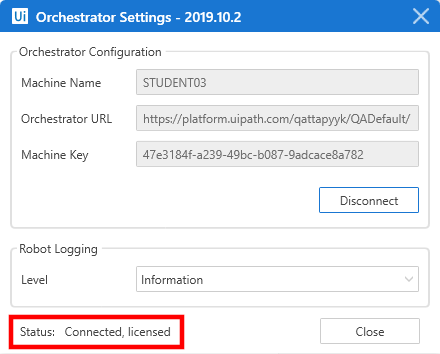 Ui Orchestrator Settings - 2019.10.2
Orchestrator Configuration
Machine Name STUDENT03
Orchestrator URL https://platform.uipath.com/qattapyyk/QADefault/
Machine Key 47e3184f-a239-49bc-b087-9adcace8a782
Disconnect
Robot Logging
Level Information
Status: Connected, licensed Close